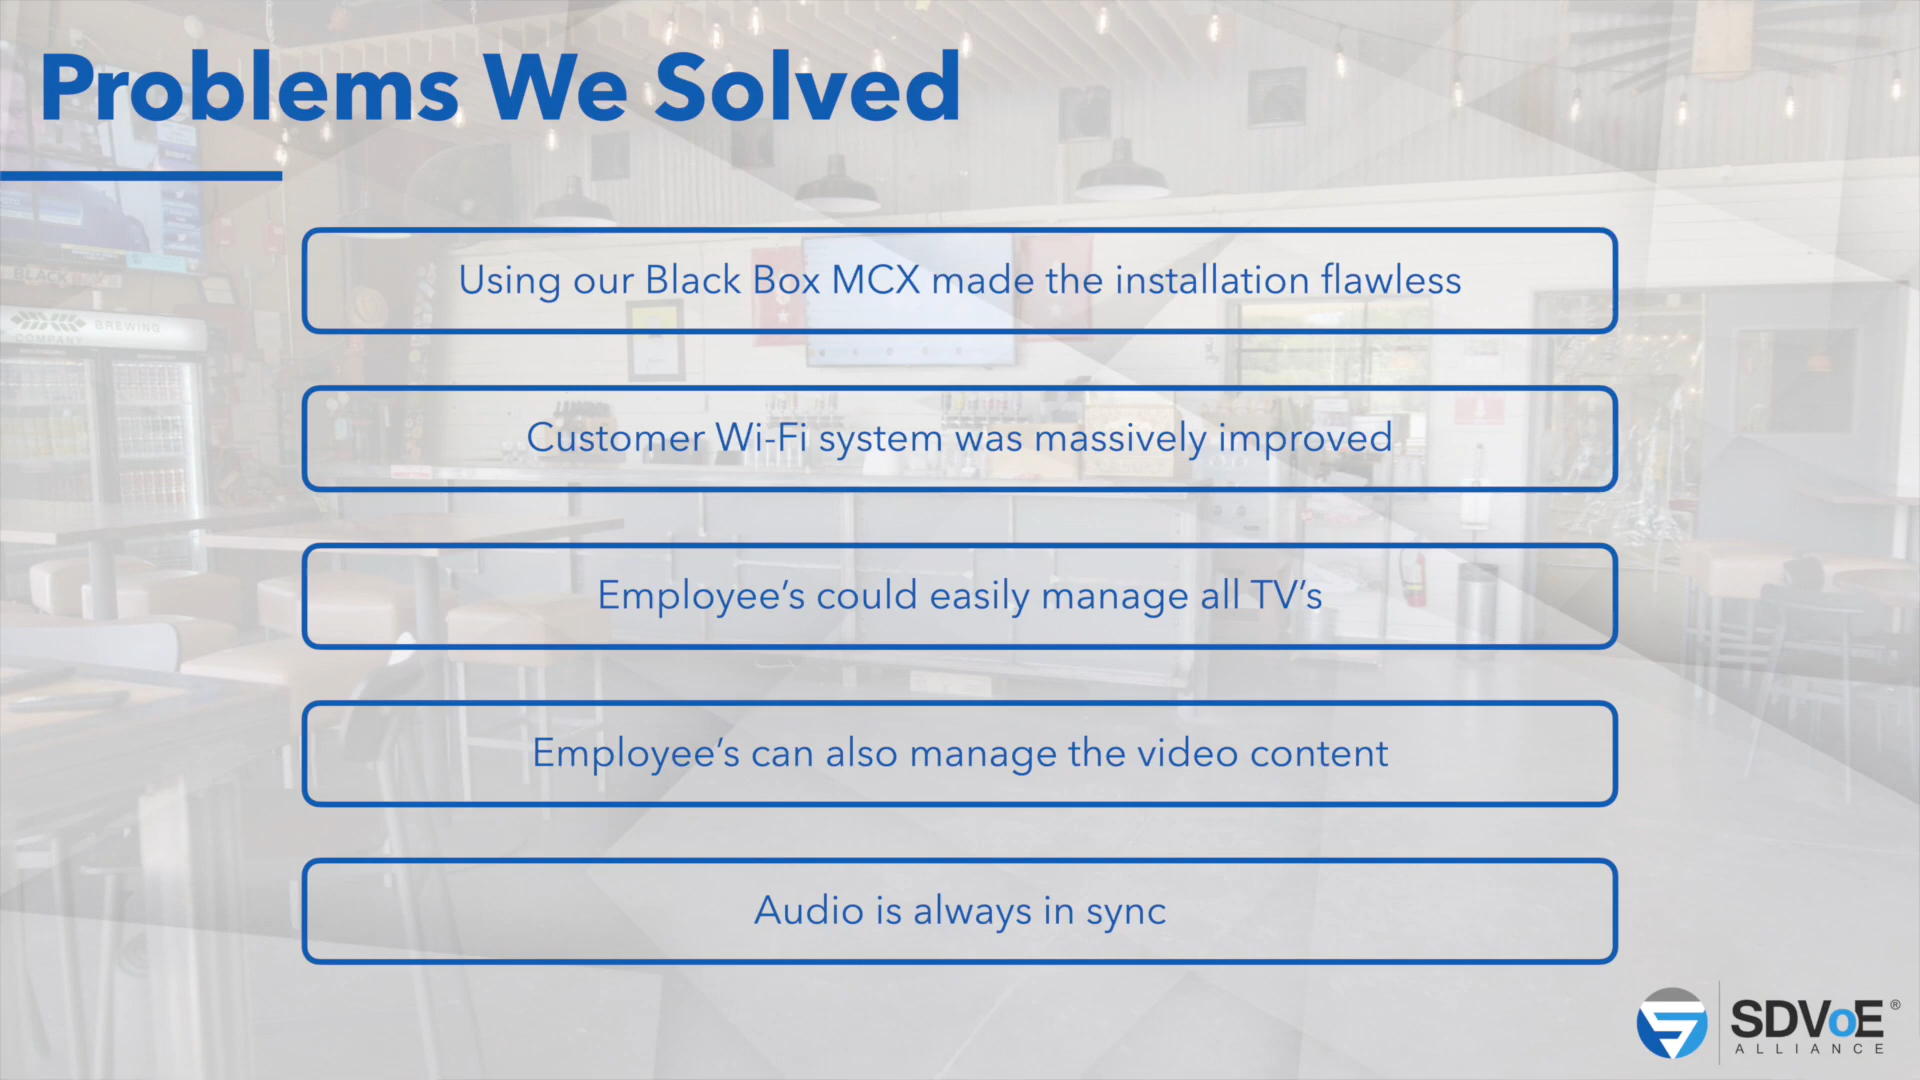 Problems We Solved
Using our Black Box MCX made the installation flawless
Customer Wi-Fi system was massively improved
Employee’s could easily manage all TV’s
Employee’s can also manage the video content
Audio is always in sync
BREWING
COMPANY
SDVoE®
ALLIANCE